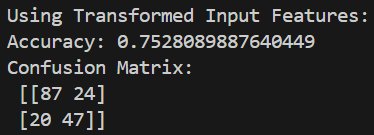 Using Transformed Input Features:
Accuracy: 0.7528089887640449
Confusion Matrix:
[[87 24]
[20 47]]